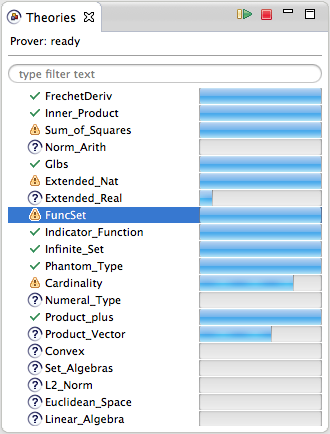 Theories
Prover: ready
type filter text
FrechetDeriv
Inner_Product
Sum_of_Squares
Norm_Arith
Glbs
Extended_Nat
Extended_Real
FuncSet
Indicator_Function
Infinite_Set
Phantom_Type
Cardinality
Numeral_Type
Product_plus
Product_Vector
Convex
Set_Algebras
L2_Norm
Euclidean_Space
Linear_Algebra